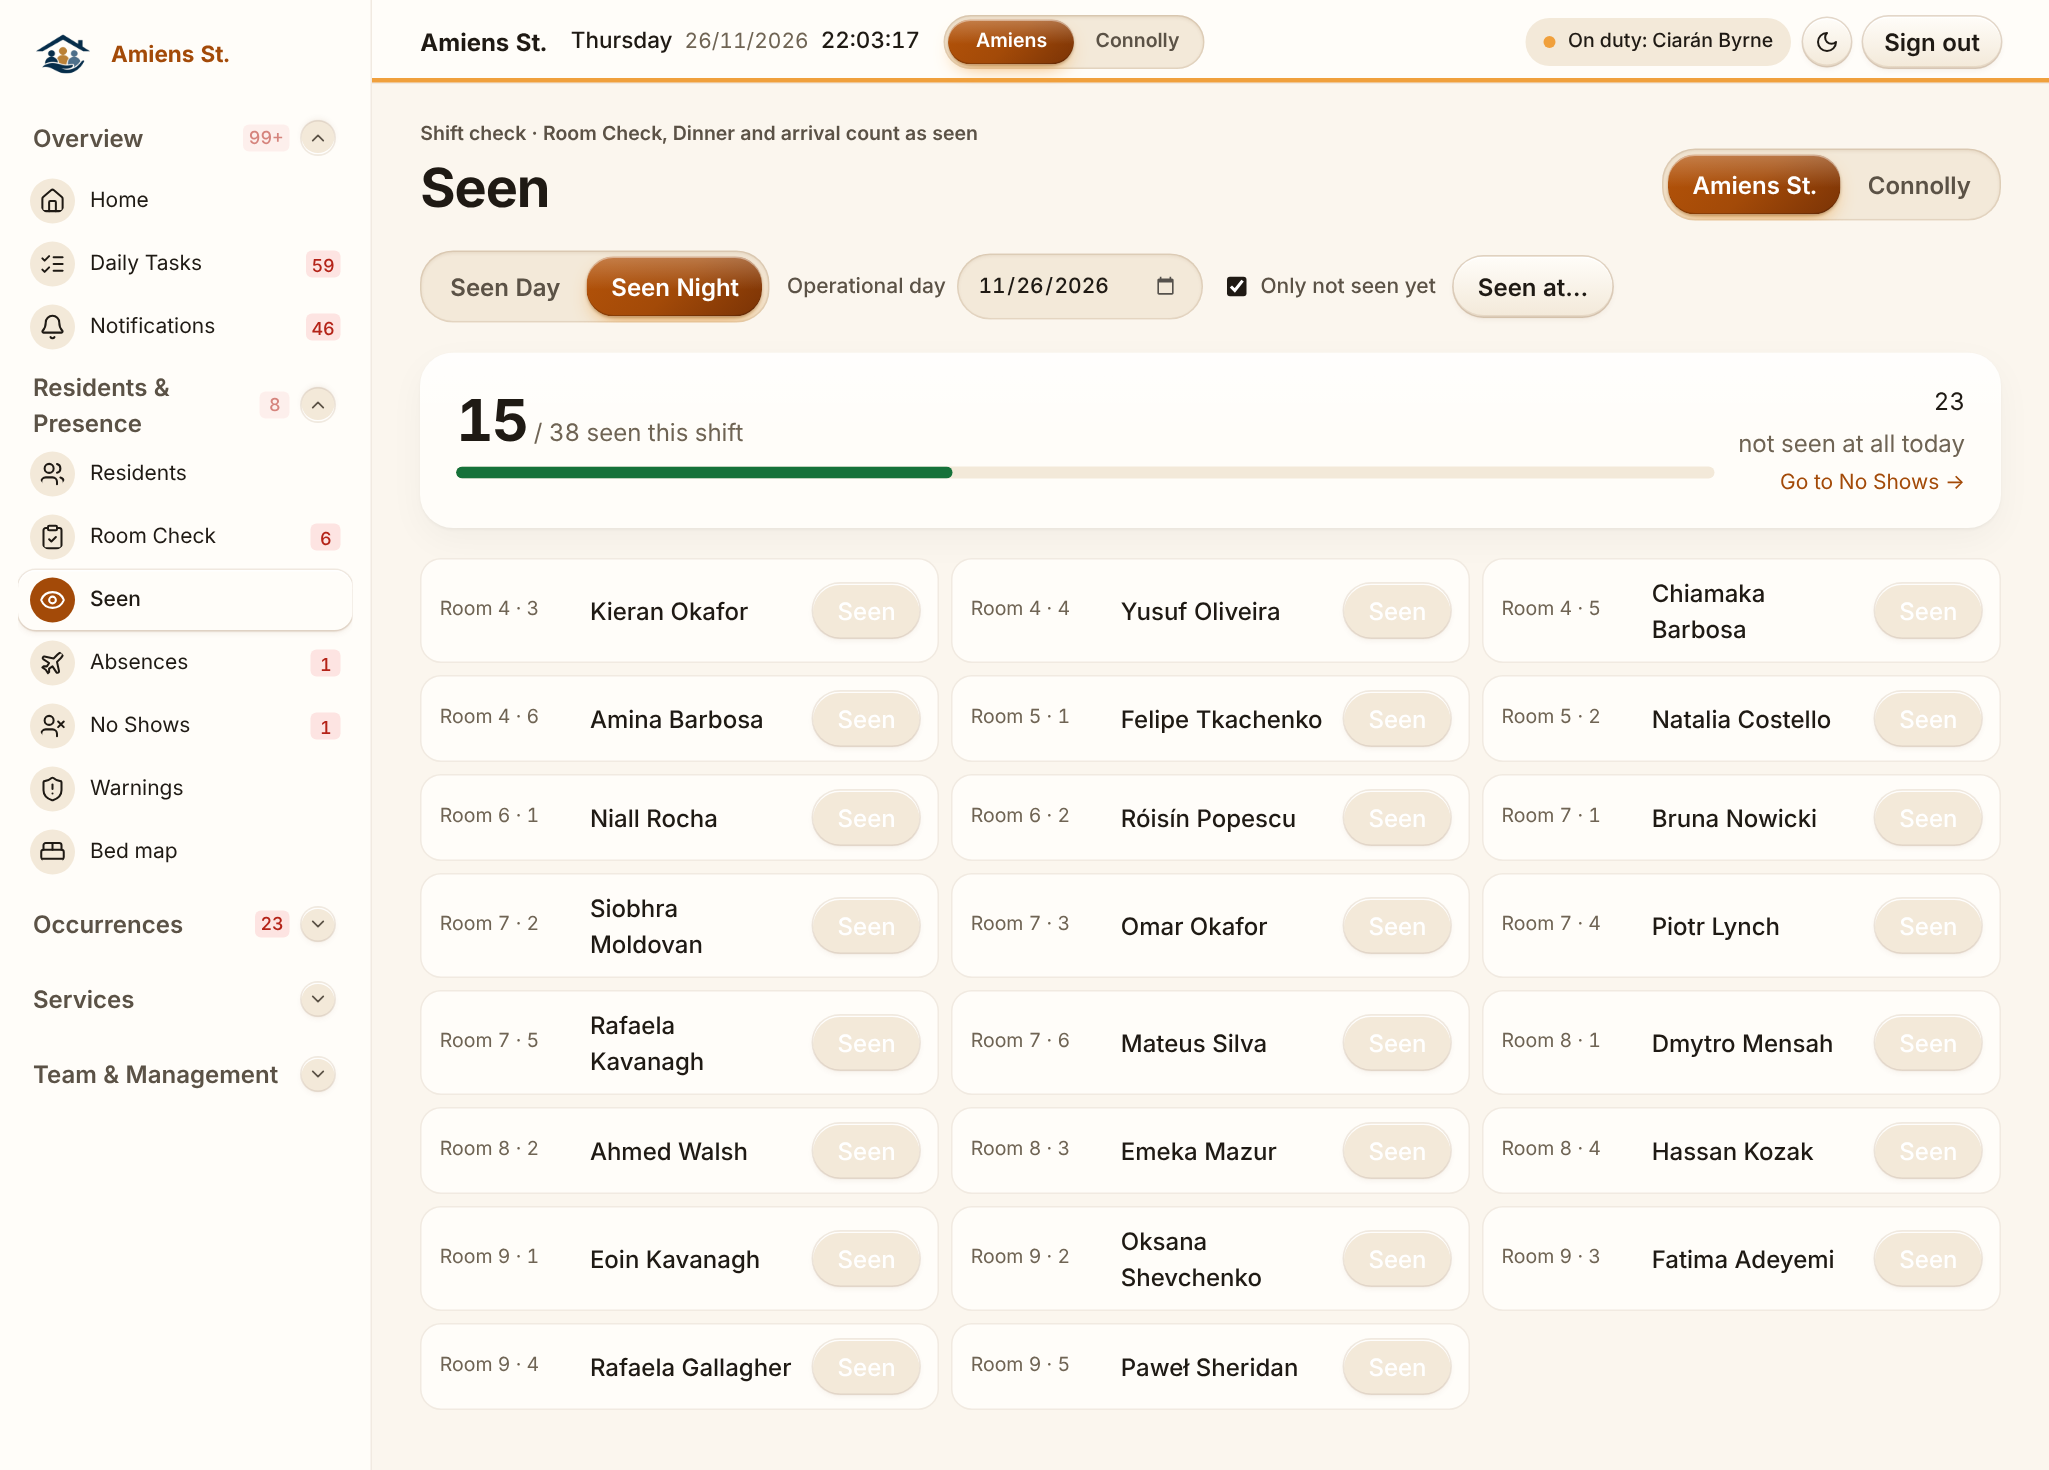 Amiens St.
Overview
99+
Home
Daily Tasks
59
Notifications
46
Residents &
Presence
8
Residents
Room Check
6
Seen
Absences
1
No Shows
1
Warnings
Bed map
Occurrences
23
Services
Team & Management
Amiens St.
Thursday 26/11/2026 22:03:17
Amiens
Connolly
On duty: Ciarán Byrne
Sign out
Shift check · Room Check, Dinner and arrival count as seen
Seen
Amiens St.
Connolly
Seen Day
Seen Night
Operational day
11/26/2026
Only not seen yet
Seen at...
15 / 38 seen this shift
23
not seen at all today
Go to No Shows →
Room 4 · 3
Kieran Okafor
Seen
Room 4 · 4
Yusuf Oliveira
Seen
Room 4 · 5
Chiamaka
Barbosa
Seen
Room 4 · 6
Amina Barbosa
Seen
Room 5 · 1
Felipe Tkachenko
Seen
Room 5 · 2
Natalia Costello
Seen
Room 6 · 1
Niall Rocha
Seen
Room 6 · 2
Róisín Popescu
Seen
Room 7 · 1
Bruna Nowicki
Seen
Room 7 · 2
Siobhra
Moldovan
Seen
Room 7 · 3
Omar Okafor
Seen
Room 7 · 4
Piotr Lynch
Seen
Room 7 · 5
Rafaela
Kavanagh
Seen
Room 7 · 6
Mateus Silva
Seen
Room 8 · 1
Dmytro Mensah
Seen
Room 8 · 2
Ahmed Walsh
Seen
Room 8 · 3
Emeka Mazur
Seen
Room 8 · 4
Hassan Kozak
Seen
Room 9 · 1
Eoin Kavanagh
Seen
Room 9 · 2
Oksana
Shevchenko
Seen
Room 9 · 3
Fatima Adeyemi
Seen
Room 9 · 4
Rafaela Gallagher
Seen
Room 9 · 5
Paweł Sheridan
Seen